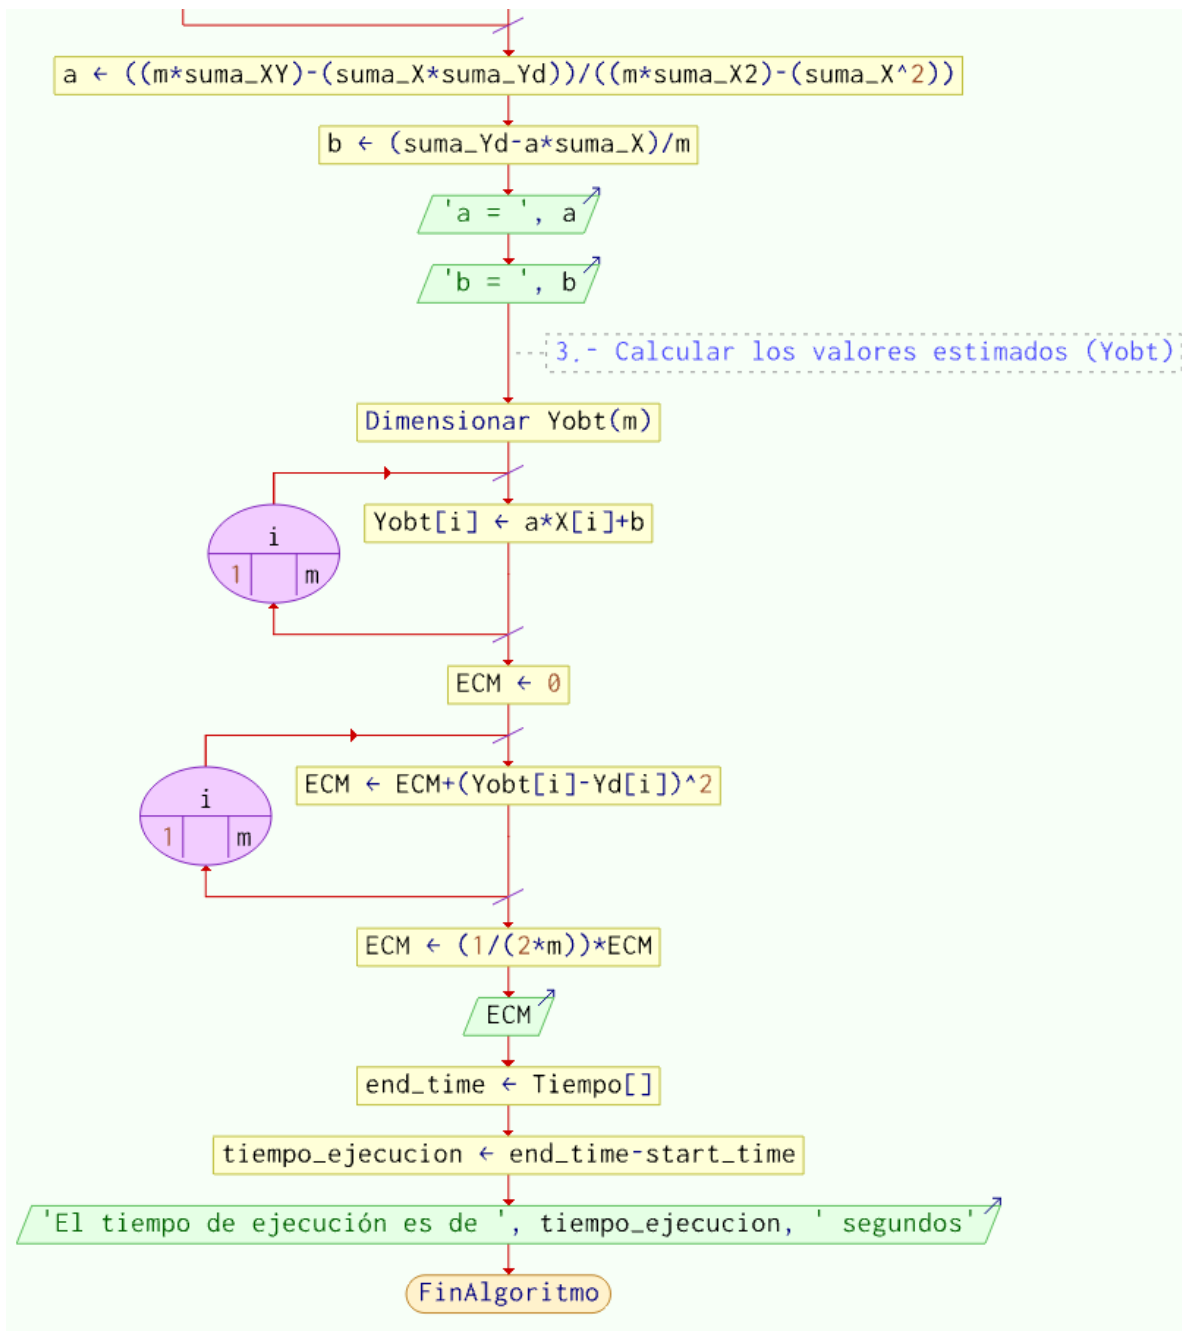 a ← ((m*suma_XY)-(suma_X*suma_Yd))/((m*suma_X2)-(suma_X^2))
b ← (suma_Yd-a*suma_X)/m
'a = ', a
'b = ', b
3.- Calcular los valores estimados (Yobt)
Dimensionar Yobt(m)
Yobt[i] ← a*X[i]+b
i
1 m
ECM ← 0
ECM ← ECM+(Yobt[i]-Yd[i])^2
i
1 m
ECM ← (1/(2*m))*ECM
ECM
end_time ← Tiempo[]
tiempo_ejecucion ← end_time-start_time
'El tiempo de ejecución es de ', tiempo_ejecucion, ' segundos'
FinAlgoritmo